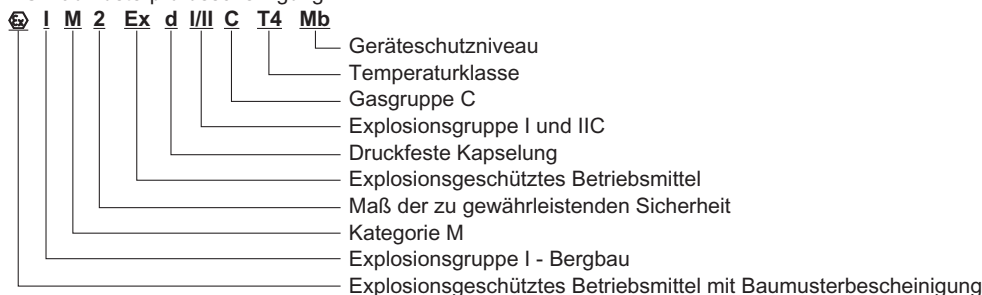 Ex I M 2 Ex d I/II C T4 Mb
Geräteschutzniveau
Temperaturklasse
Gasgruppe C
Explosionsgruppe I und IIC
Druckfeste Kapselung
Explosionsgeschütztes Betriebsmittel
Maß der zu gewährleistenden Sicherheit
Kategorie M
Explosionsgruppe I - Bergbau
Explosionsgeschütztes Betriebsmittel mit Baumusterbescheinigung